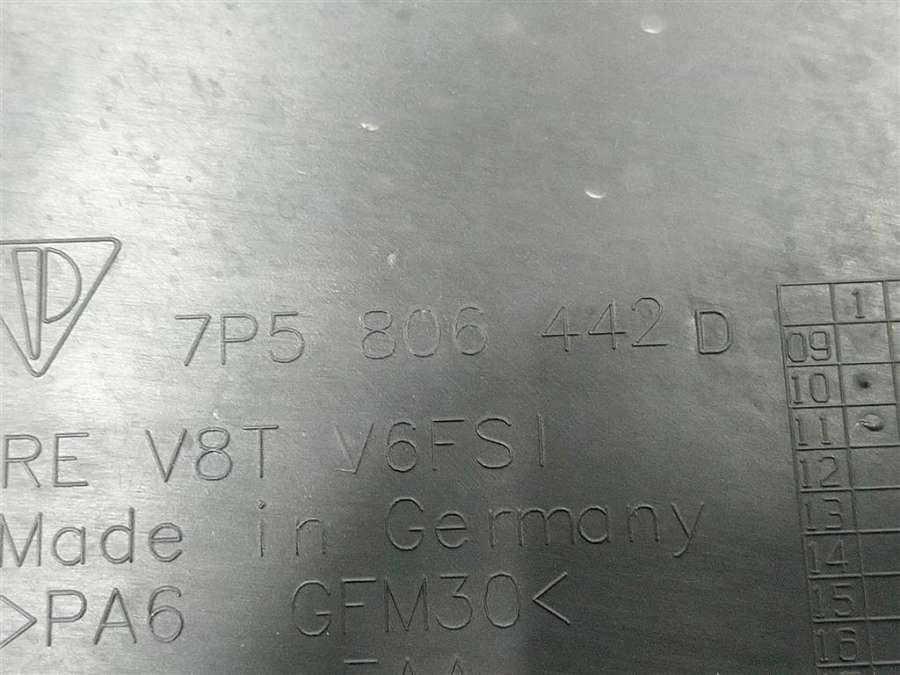 PD
7P5 806 442 D
RE V8T V6FSI
Made in Germany
>PA6 GFM30<
1
09
10
11
12
13
14
15
16